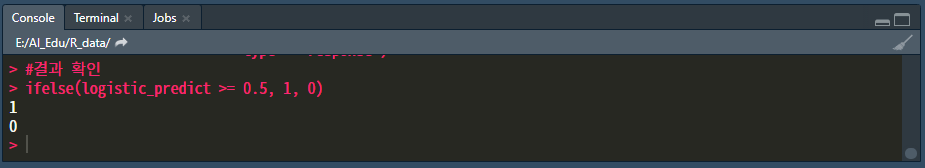 Console Terminal Jobs
E:/AI_Edu/R_data/
> #결과 확인
> ifelse(logistic_predict >= 0.5, 1, 0)
1
0
>